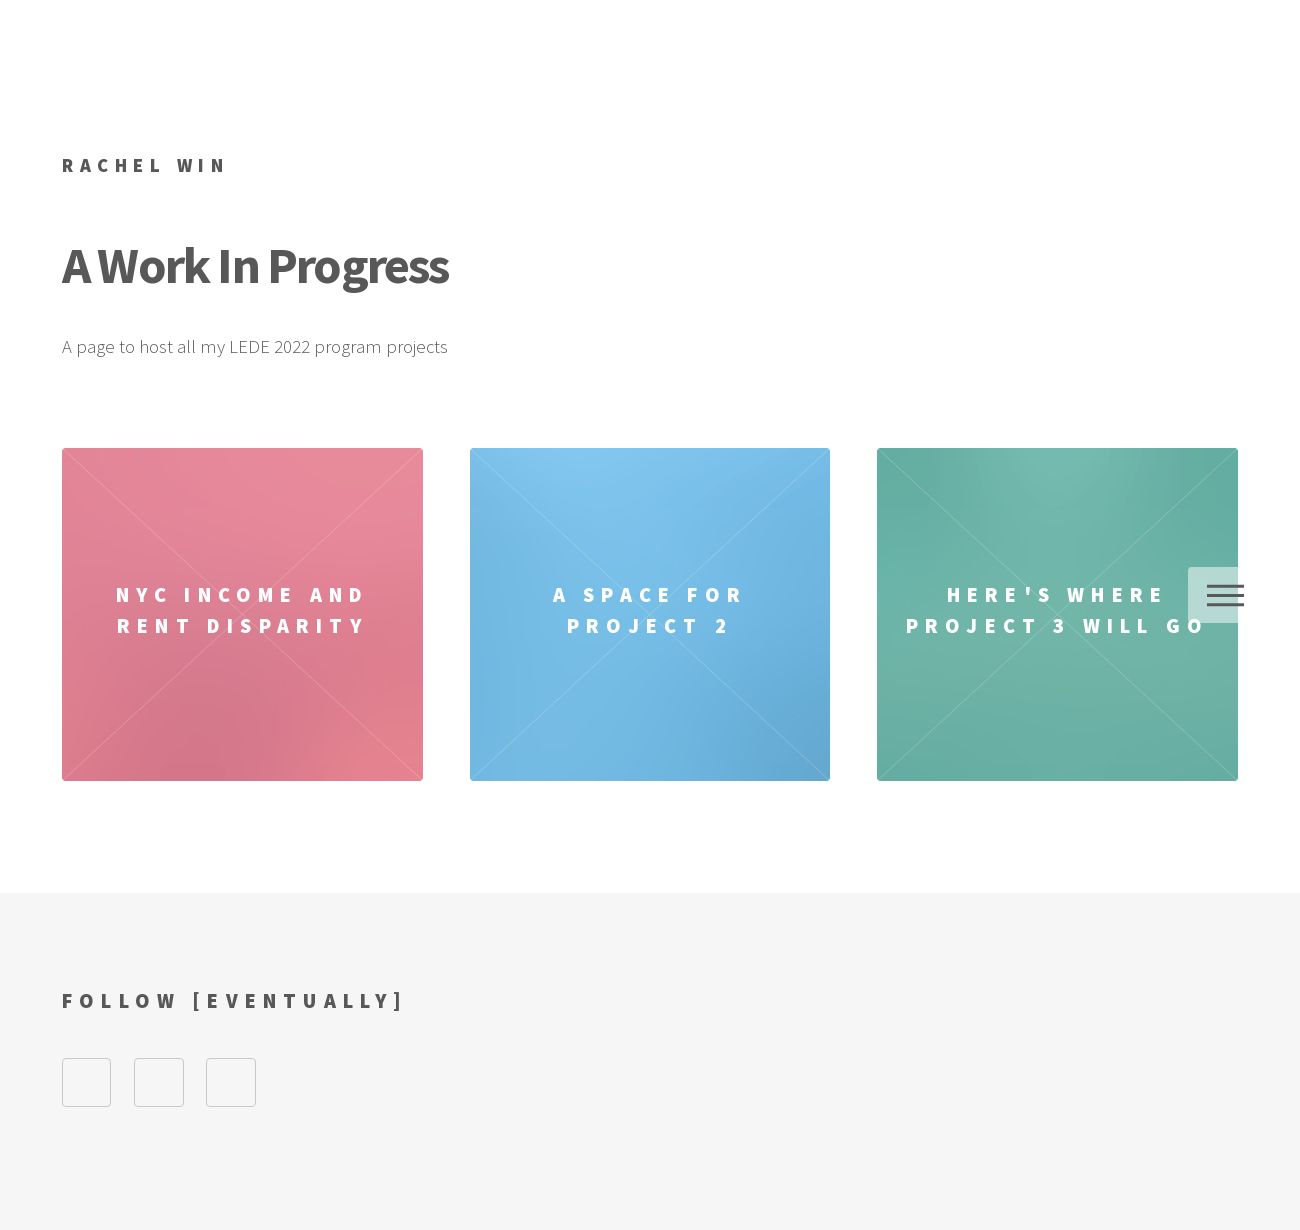 RACHEL WIN
A Work In Progress
A page to host all my LEDE 2022 program projects
NYC INCOME AND
RENT DISPARITY
A SPACE FOR
PROJECT 2
HERE'S WHERE
PROJECT 3 WILL GO
FOLLOW [EVENTUALLY]